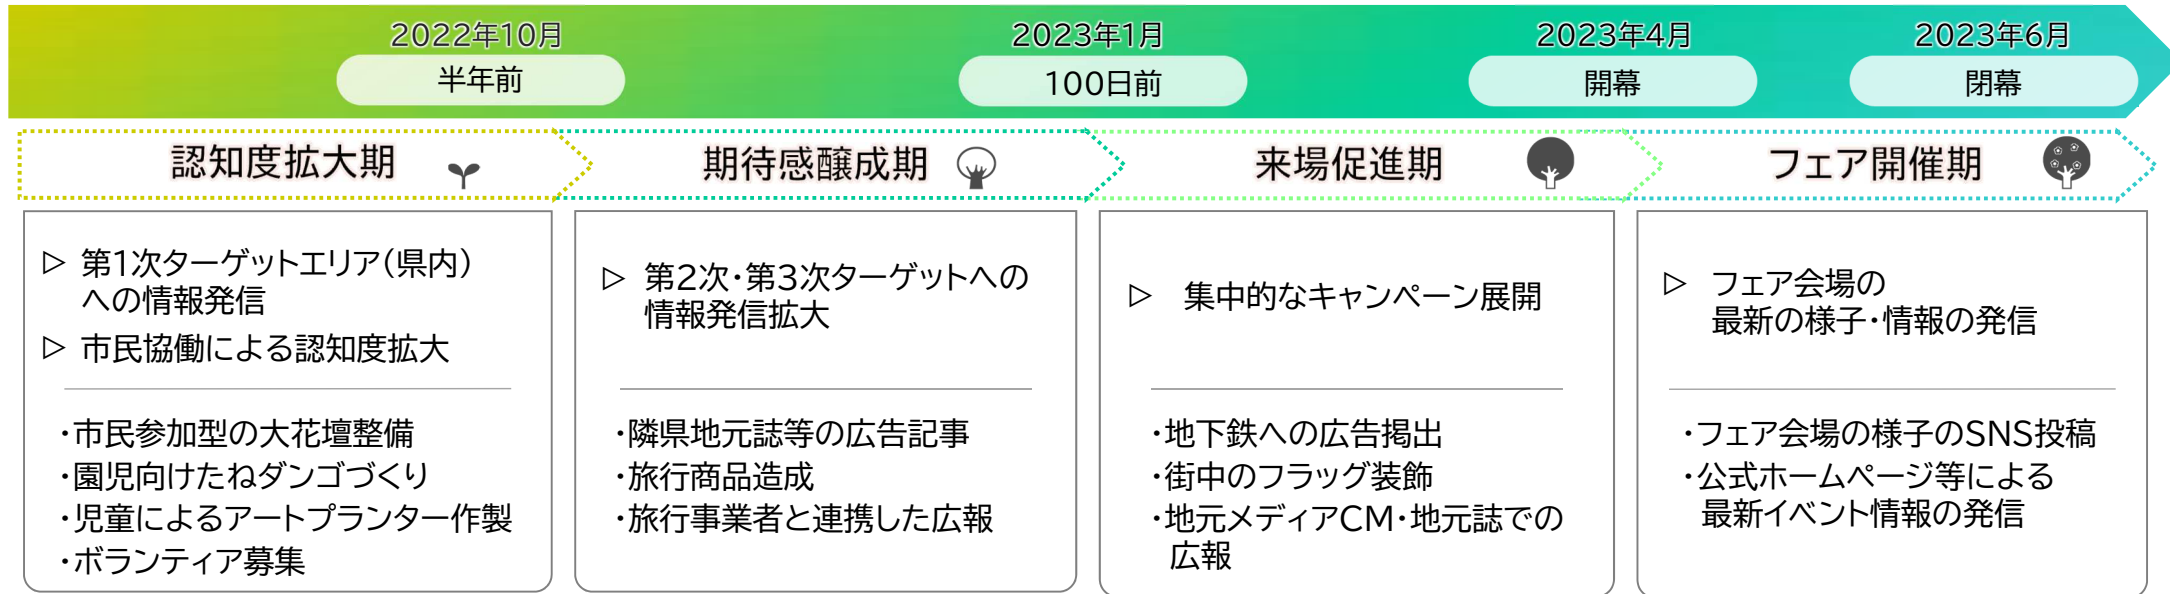 2022年10月
半年前
2023年1月
100日前
2023年4月
開幕
2023年6月
閉幕
認知度拡大期
期待感醸成期
来場促進期
フェア開催期
▷ 第1次ターゲットエリア(県内)
への情報発信
▷ 市民協働による認知度拡大
・市民参加型の大花壇整備
・園児向けたねダンゴづくり
・児童によるアートプランター作製
・ボランティア募集
▷ 第2次・第3次ターゲットへの
情報発信拡大
・隣県地元誌等の広告記事
・旅行商品造成
・旅行事業者と連携した広報
▷ 集中的なキャンペーン展開
・地下鉄への広告掲出
・街中のフラッグ装飾
・地元メディアCM・地元誌での
広報
▷ フェア会場の
最新の様子・情報の発信
・フェア会場の様子のSNS投稿
・公式ホームページ等による
最新イベント情報の発信